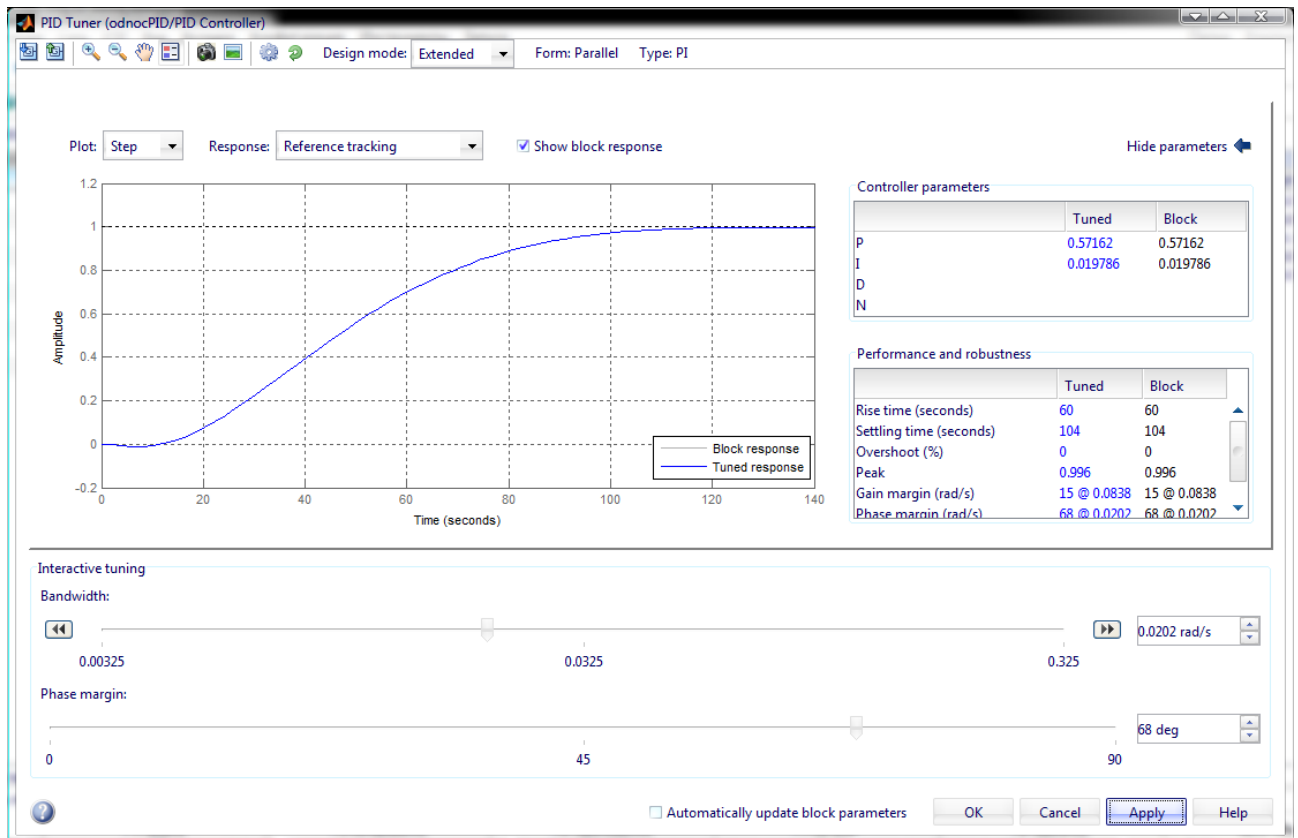 PID Tuner (odnocPID/PID Controller)
Design mode: Extended Form: Parallel Type: PI
Plot: Step Response: Reference tracking Show block response Hide parameters
1.2
1
0.8
0.6
0.4
0.2
0
-0.2
Amplitude
0 20 40 60 80 100 120 140
Time (seconds)
Block response
Tuned response
Controller parameters
Tuned Block
P 0.57162 0.57162
I 0.019786 0.019786
D
N
Performance and robustness
Tuned Block
Rise time (seconds) 60 60
Settling time (seconds) 104 104
Overshoot (%) 0 0
Peak 0.996 0.996
Gain margin (rad/s) 15 @ 0.0838 15 @ 0.0838
Phase margin (rad/s) 68 @ 0.0202 68 @ 0.0202
Interactive tuning
Bandwidth:
0.0202 rad/s
0.00325 0.0325 0.325
Phase margin:
68 deg
0 45 90
Automatically update block parameters OK Cancel Apply Help